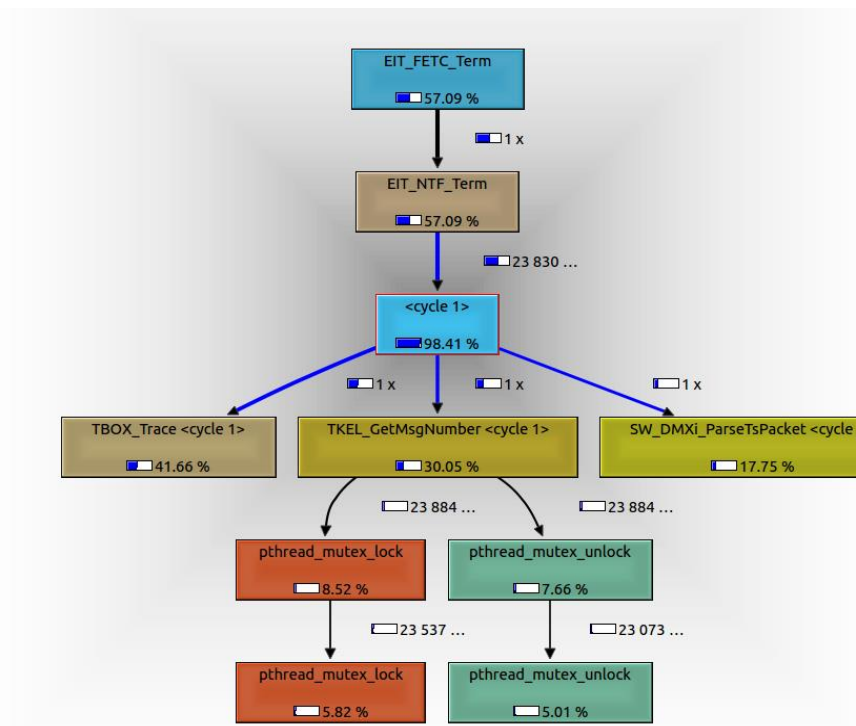 EIT_FETC_Term
57.09 %
1 x
EIT_NTF_Term
57.09 %
23 830 ...
<cycle 1>
98.41 %
1 x
1 x
1 x
TBOX_Trace <cycle 1>
41.66 %
TKEL_GetMsgNumber <cycle 1>
30.05 %
SW_DMXi_ParseTsPacket <cycle
17.75 %
23 884 ...
23 884 ...
pthread_mutex_lock
8.52 %
pthread_mutex_unlock
7.66 %
23 537 ...
23 073 ...
pthread_mutex_lock
5.82 %
pthread_mutex_unlock
5.01 %